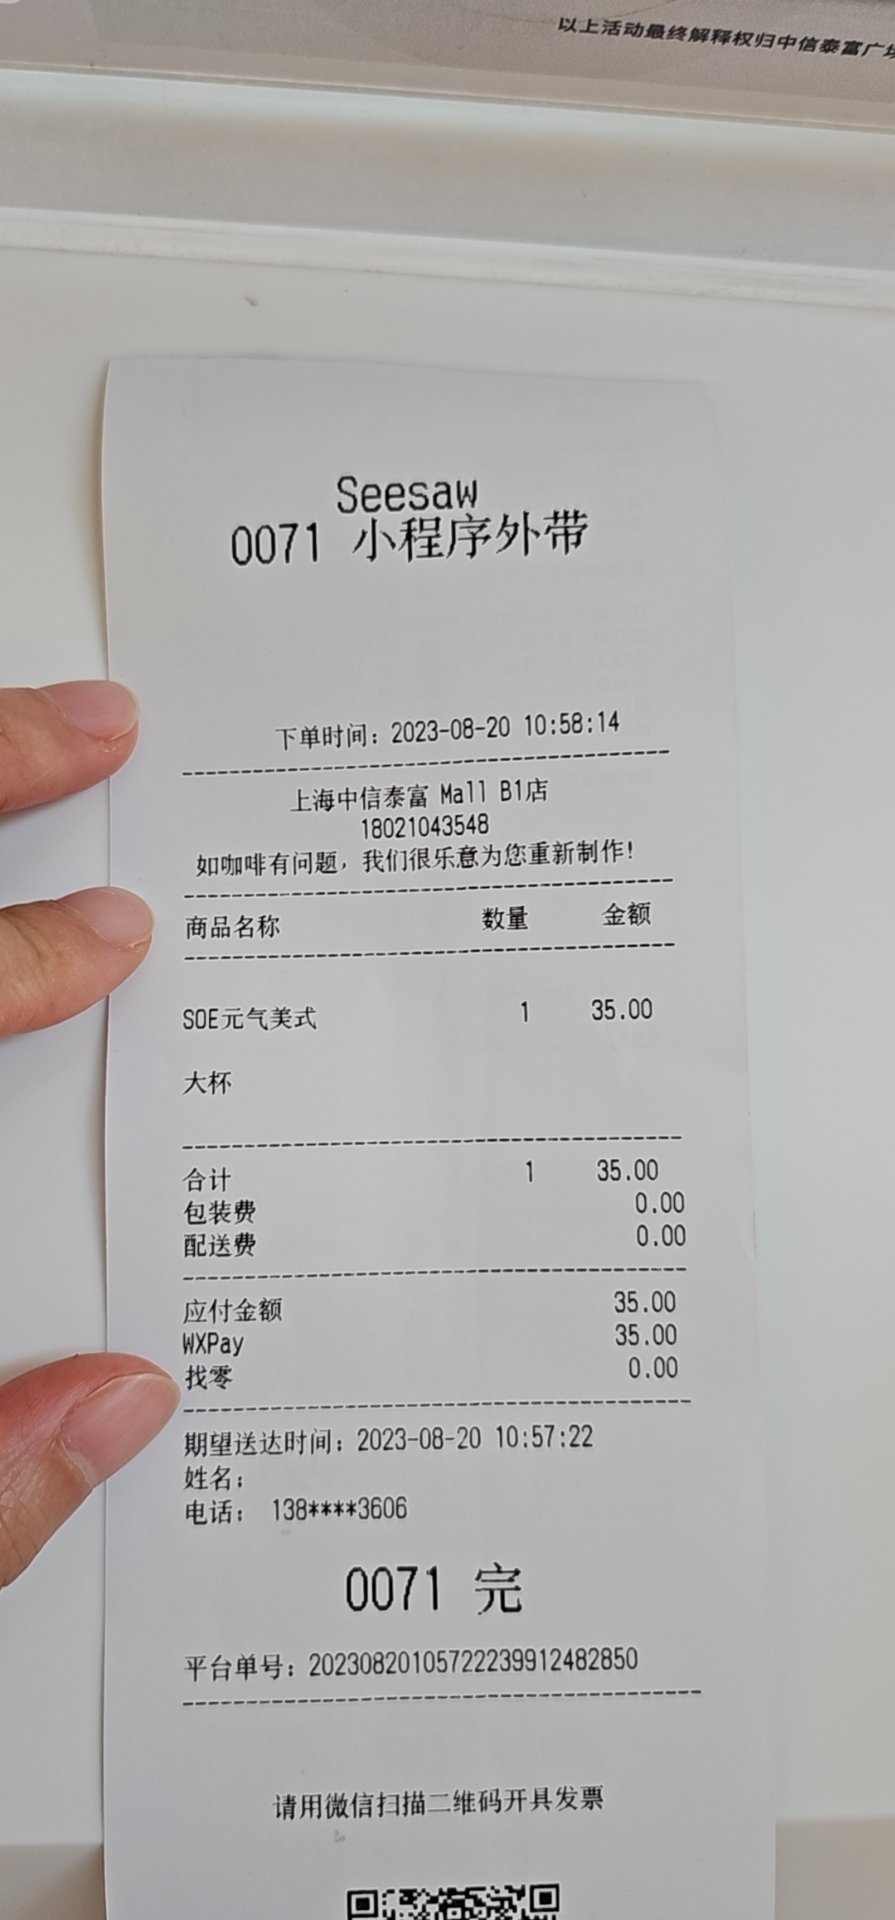 以上活动最终解释权归中信泰富广场
Seesaw
0071 小程序外带
下单时间：2023-08-20 10:58:14
上海中信泰富 Mall B1店
18021043548
如咖啡有问题，我们很乐意为您重新制作！
商品名称 数量 金额
SOE元气美式 1 35.00
大杯
合计 1 35.00
包装费 0.00
配送费 0.00
应付金额 35.00
WXPay 35.00
找零 0.00
期望送达时间：2023-08-20 10:57:22
姓名：
电话： 138****3606
0071 完
平台单号：202308201057222239912482850
请用微信扫描二维码开具发票